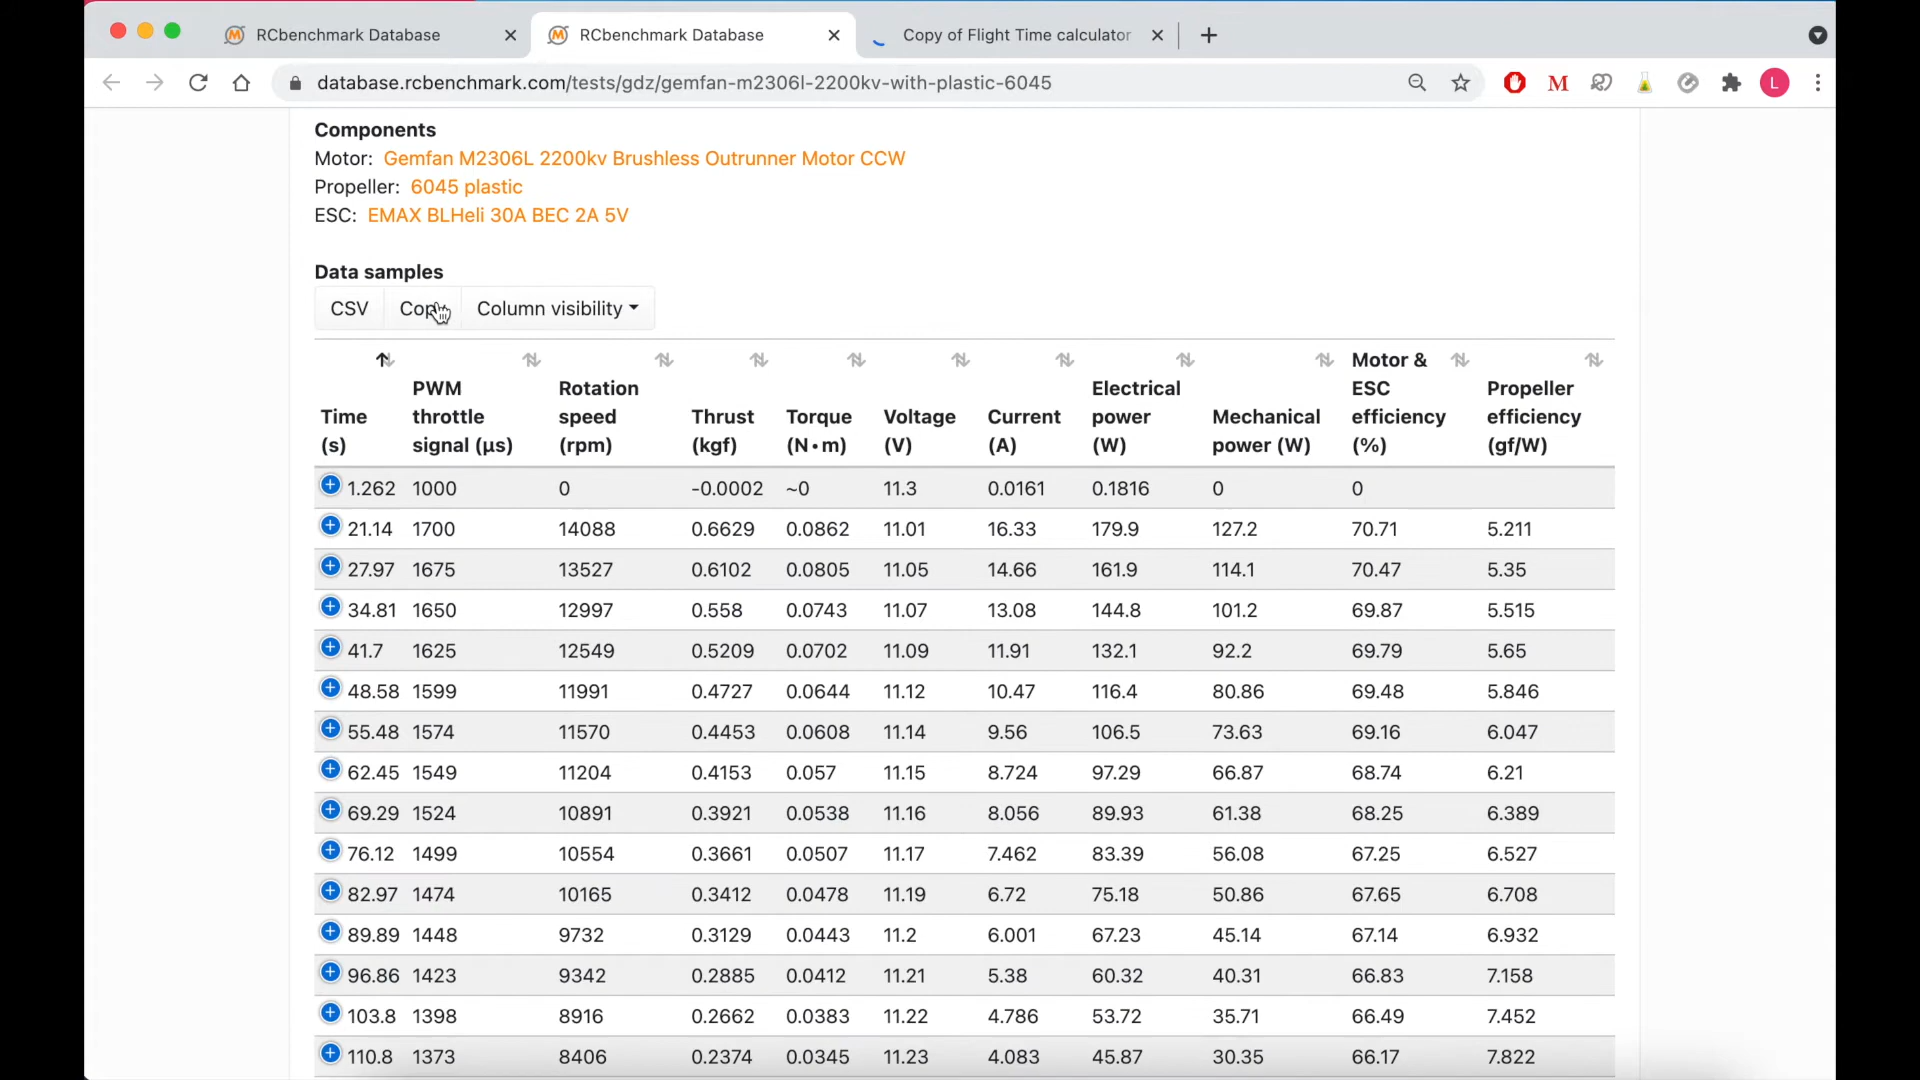 RCbenchmark Database
RCbenchmark Database
Copy of Flight Time calculator
database.rcbenchmark.com/tests/gdz/gemfan-m2306l-2200kv-with-plastic-6045
M
L
Components
Motor: Gemfan M2306L 2200kv Brushless Outrunner Motor CCW
Propeller: 6045 plastic
ESC: EMAX BLHeli 30A BEC 2A 5V
Data samples
CSV Copy Column visibility
Time (s) PWM throttle signal (µs) Rotation speed (rpm) Thrust (kgf) Torque (N·m) Voltage (V) Current (A) Electrical power (W) Mechanical power (W) Motor & ESC efficiency (%) Propeller efficiency (gf/W)
1.262 1000 0 -0.0002 ~0 11.3 0.0161 0.1816 0 0
21.14 1700 14088 0.6629 0.0862 11.01 16.33 179.9 127.2 70.71 5.211
27.97 1675 13527 0.6102 0.0805 11.05 14.66 161.9 114.1 70.47 5.35
34.81 1650 12997 0.558 0.0743 11.07 13.08 144.8 101.2 69.87 5.515
41.7 1625 12549 0.5209 0.0702 11.09 11.91 132.1 92.2 69.79 5.65
48.58 1599 11991 0.4727 0.0644 11.12 10.47 116.4 80.86 69.48 5.846
55.48 1574 11570 0.4453 0.0608 11.14 9.56 106.5 73.63 69.16 6.047
62.45 1549 11204 0.4153 0.057 11.15 8.724 97.29 66.87 68.74 6.21
69.29 1524 10891 0.3921 0.0538 11.16 8.056 89.93 61.38 68.25 6.389
76.12 1499 10554 0.3661 0.0507 11.17 7.462 83.39 56.08 67.25 6.527
82.97 1474 10165 0.3412 0.0478 11.19 6.72 75.18 50.86 67.65 6.708
89.89 1448 9732 0.3129 0.0443 11.2 6.001 67.23 45.14 67.14 6.932
96.86 1423 9342 0.2885 0.0412 11.21 5.38 60.32 40.31 66.83 7.158
103.8 1398 8916 0.2662 0.0383 11.22 4.786 53.72 35.71 66.49 7.452
110.8 1373 8406 0.2374 0.0345 11.23 4.083 45.87 30.35 66.17 7.822